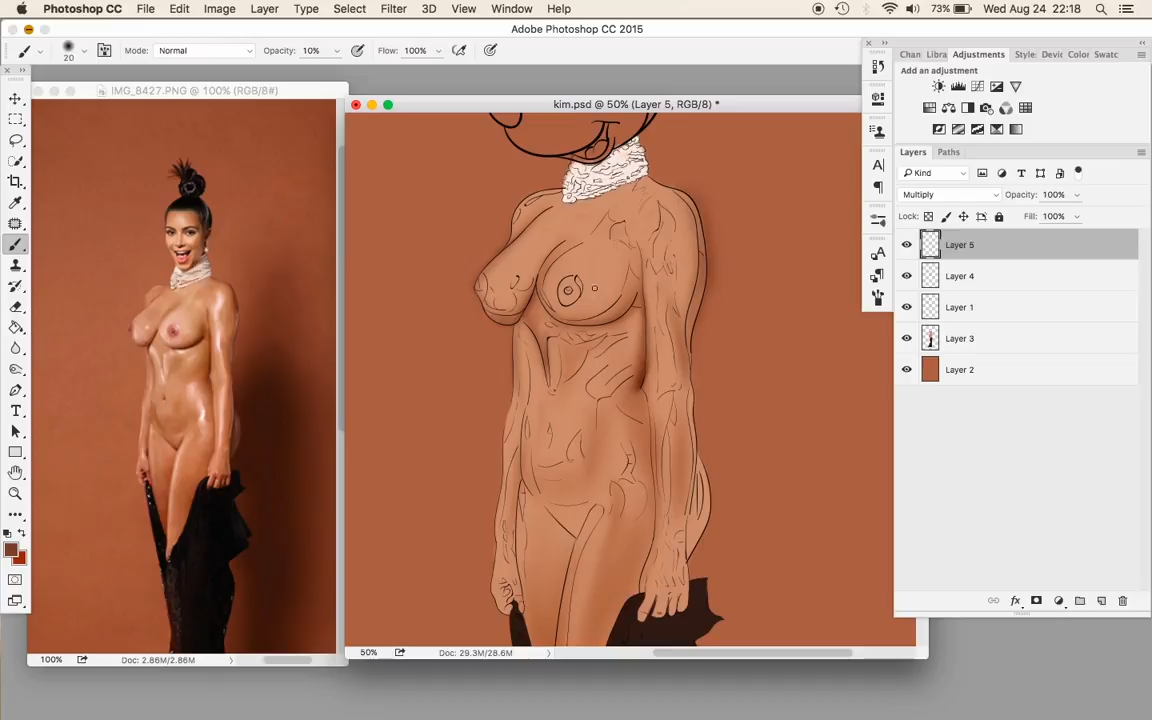 Photoshop CC File Edit Image Layer Type Select Filter 3D View Window Help 73% Wed Aug 24 22:18
Adobe Photoshop CC 2015
20 Mode: Normal Opacity: 10% Flow: 100%
Chan Libra Adjustments Style: Devic Color Swatc
Add an adjustment
IMG_8427.PNG @ 100% (RGB/8#)
kim.psd @ 50% (Layer 5, RGB/8) *
Layers Paths
Kind
Multiply Opacity: 100%
Lock: Fill: 100%
Layer 5
Layer 4
Layer 1
Layer 3
Layer 2
fx
100% Doc: 2.86M/2.86M
50% Doc: 29.3M/28.6M